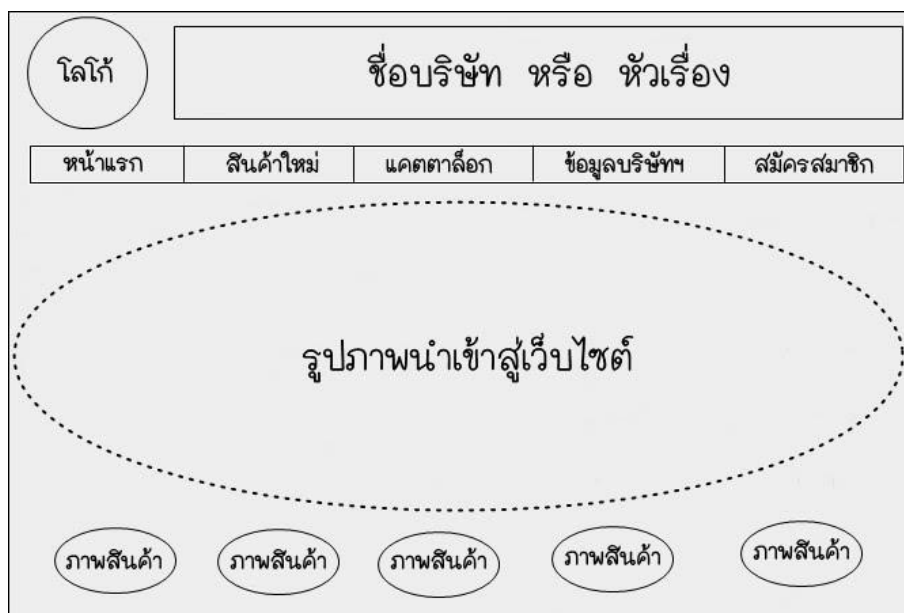 โลโก้
ชื่อบริษัท หรือ หัวเรื่อง
หน้าแรก สินค้าใหม่ แคตตาล็อก ข้อมูลบริษัทฯ สมัครสมาชิก
รูปภาพนำเข้าสู่เว็บไซต์
ภาพสินค้า ภาพสินค้า ภาพสินค้า ภาพสินค้า ภาพสินค้า